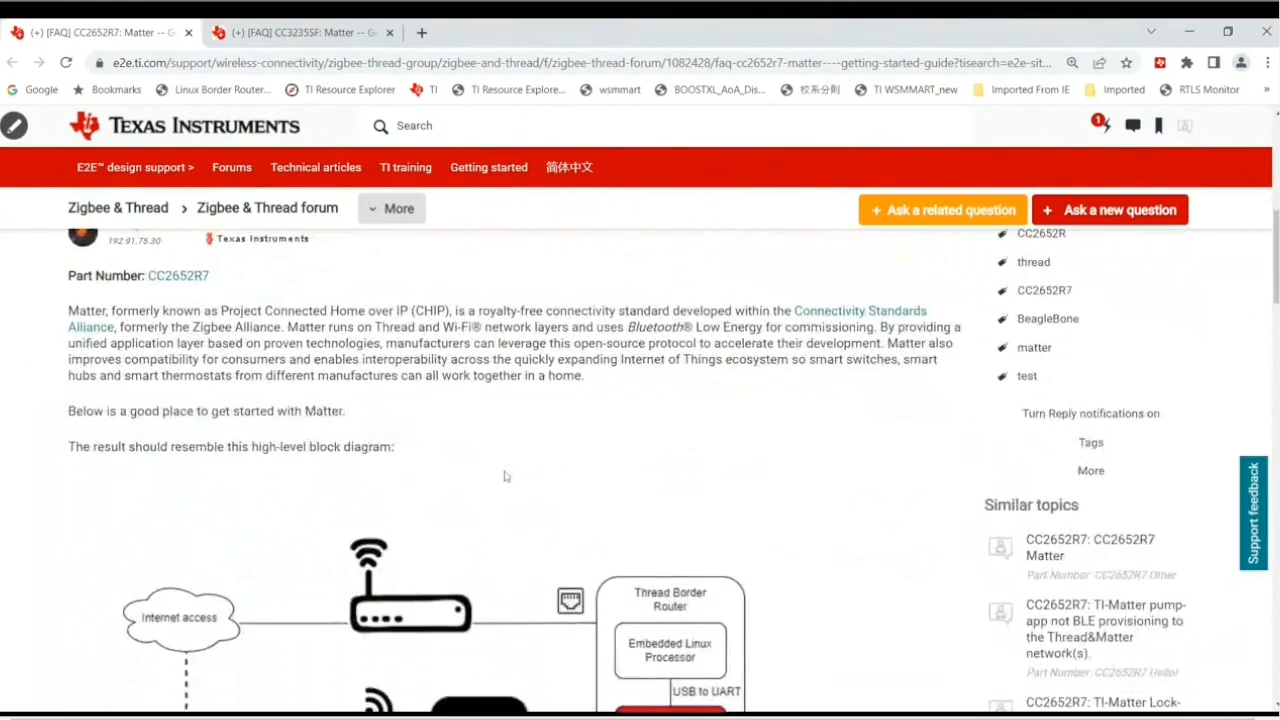 (+) [FAQ] CC2652R7: Matter -- G
(+) [FAQ] CC3235SF: Matter -- G
e2e.ti.com/support/wireless-connectivity/zigbee-thread-group/zigbee-and-thread/f/zigbee-thread-forum/1082428/faq-cc2652r7-matter----getting-started-guide?tisearch=e2e-sit...
Google Bookmarks Linux Border Router... TI Resource Explorer TI TI Resource Explore... wsmmart BOOSTXL_AoA_Dis... 校系分則 TI WSMMART_new Imported From IE Imported RTLS Monitor »
TEXAS INSTRUMENTS Search 1
E2E™ design support > Forums Technical articles TI training Getting started 简体中文
Zigbee & Thread > Zigbee & Thread forum More + Ask a related question + Ask a new question
192.91.75.30 Texas Instruments
Part Number: CC2652R7
Matter, formerly known as Project Connected Home over IP (CHIP), is a royalty-free connectivity standard developed within the Connectivity Standards
Alliance, formerly the Zigbee Alliance. Matter runs on Thread and Wi-Fi® network layers and uses Bluetooth® Low Energy for commissioning. By providing a
unified application layer based on proven technologies, manufacturers can leverage this open-source protocol to accelerate their development. Matter also
improves compatibility for consumers and enables interoperability across the quickly expanding Internet of Things ecosystem so smart switches, smart
hubs and smart thermostats from different manufactures can all work together in a home.
Below is a good place to get started with Matter.
The result should resemble this high-level block diagram:
Internet access
Thread Border
Router
Embedded Linux
Processor
USB to UART
CC2652R
thread
CC2652R7
BeagleBone
matter
test
Turn Reply notifications on
Tags
More
Similar topics
CC2652R7: CC2652R7
Matter
Part Number: CC2652R7 Other
CC2652R7: TI-Matter pump-
app not BLE provisioning to
the Thread&Matter
network(s).
Part Number: CC2652R7 Hello!
CC2652R7: TI-Matter Lock-
Support feedback